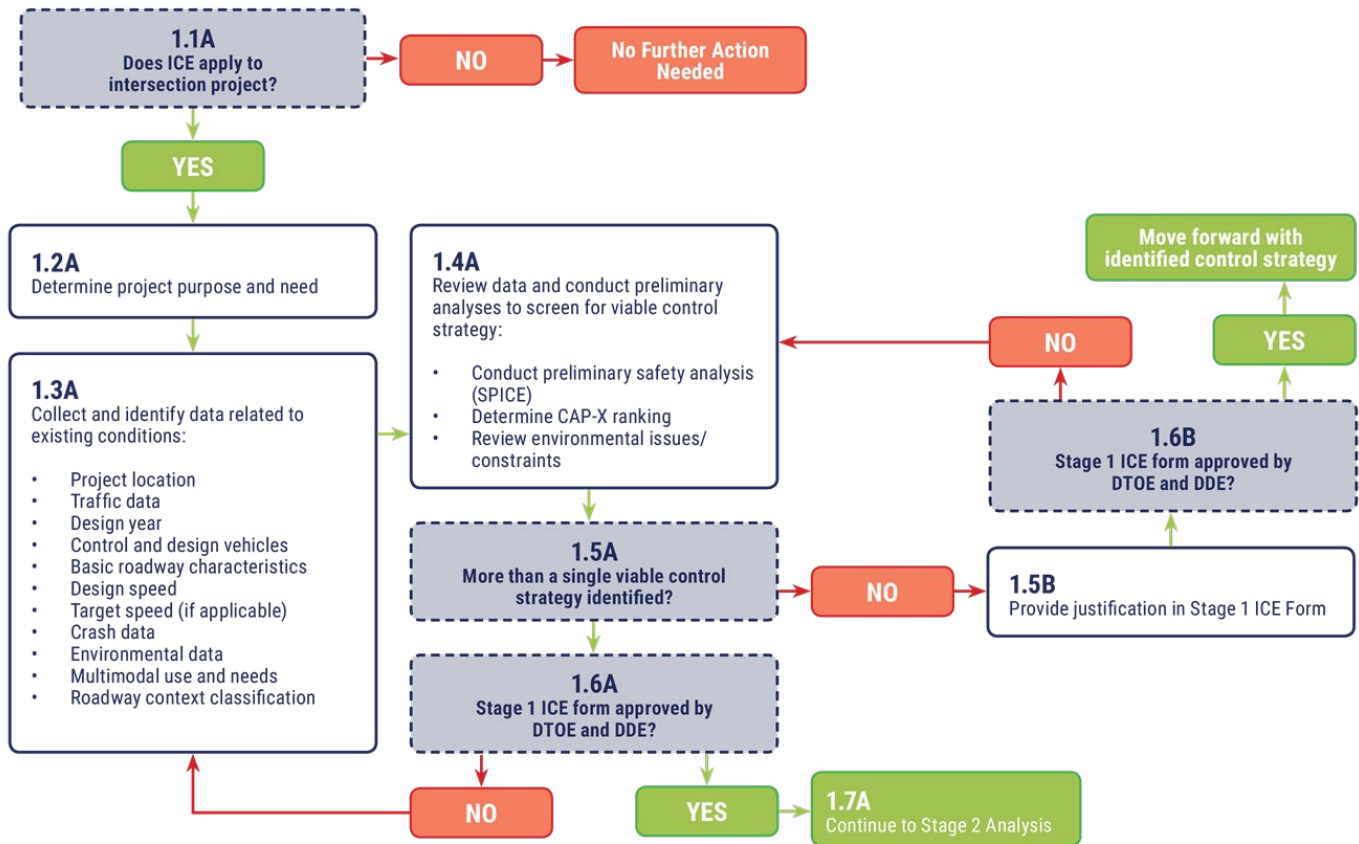 1.1A
Does ICE apply to
intersection project?
NO
No Further Action
Needed
YES
1.2A
Determine project purpose and need
1.3A
Collect and identify data related to
existing conditions:
• Project location
• Traffic data
• Design year
• Control and design vehicles
• Basic roadway characteristics
• Design speed
• Target speed (if applicable)
• Crash data
• Environmental data
• Multimodal use and needs
• Roadway context classification
1.4A
Review data and conduct preliminary
analyses to screen for viable control
strategy:
• Conduct preliminary safety analysis
(SPICE)
• Determine CAP-X ranking
• Review environmental issues/
constraints
1.5A
More than a single viable control
strategy identified?
NO
1.5B
Provide justification in Stage 1 ICE Form
1.6B
Stage 1 ICE form approved by
DTOE and DDE?
NO
YES
Move forward with
identified control strategy
1.6A
Stage 1 ICE form approved by
DTOE and DDE?
NO
YES
1.7A
Continue to Stage 2 Analysis